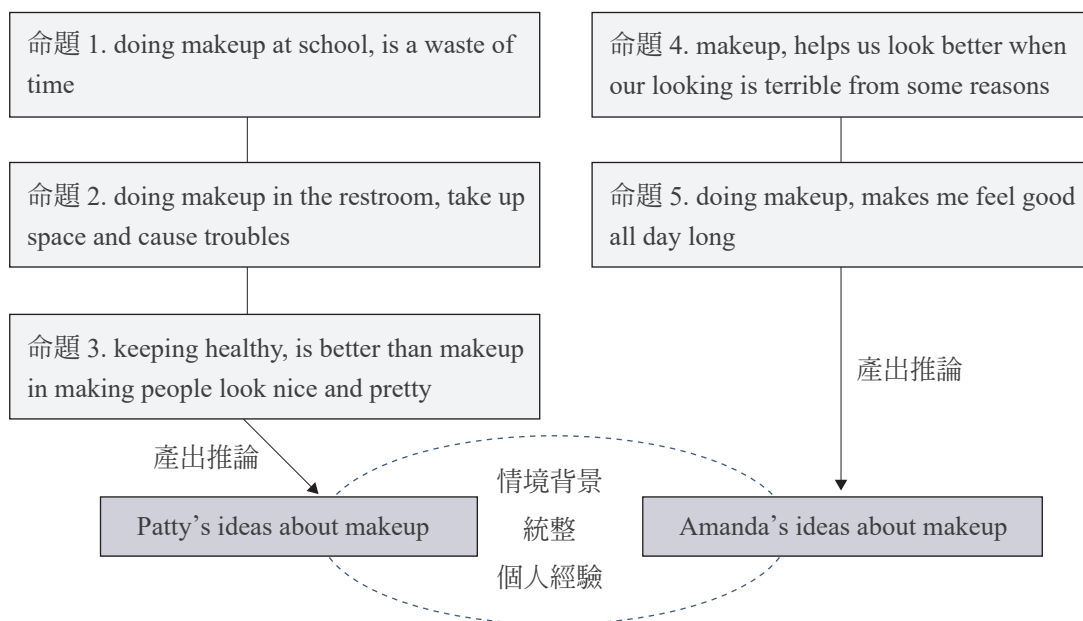 命題 1. doing makeup at school, is a waste of
time
命題 2. doing makeup in the restroom, take up
space and cause troubles
命題 3. keeping healthy, is better than makeup
in making people look nice and pretty
產出推論
Patty’s ideas about makeup
命題 4. makeup, helps us look better when
our looking is terrible from some reasons
命題 5. doing makeup, makes me feel good
all day long
產出推論
Amanda’s ideas about makeup
情境背景
統整
個人經驗